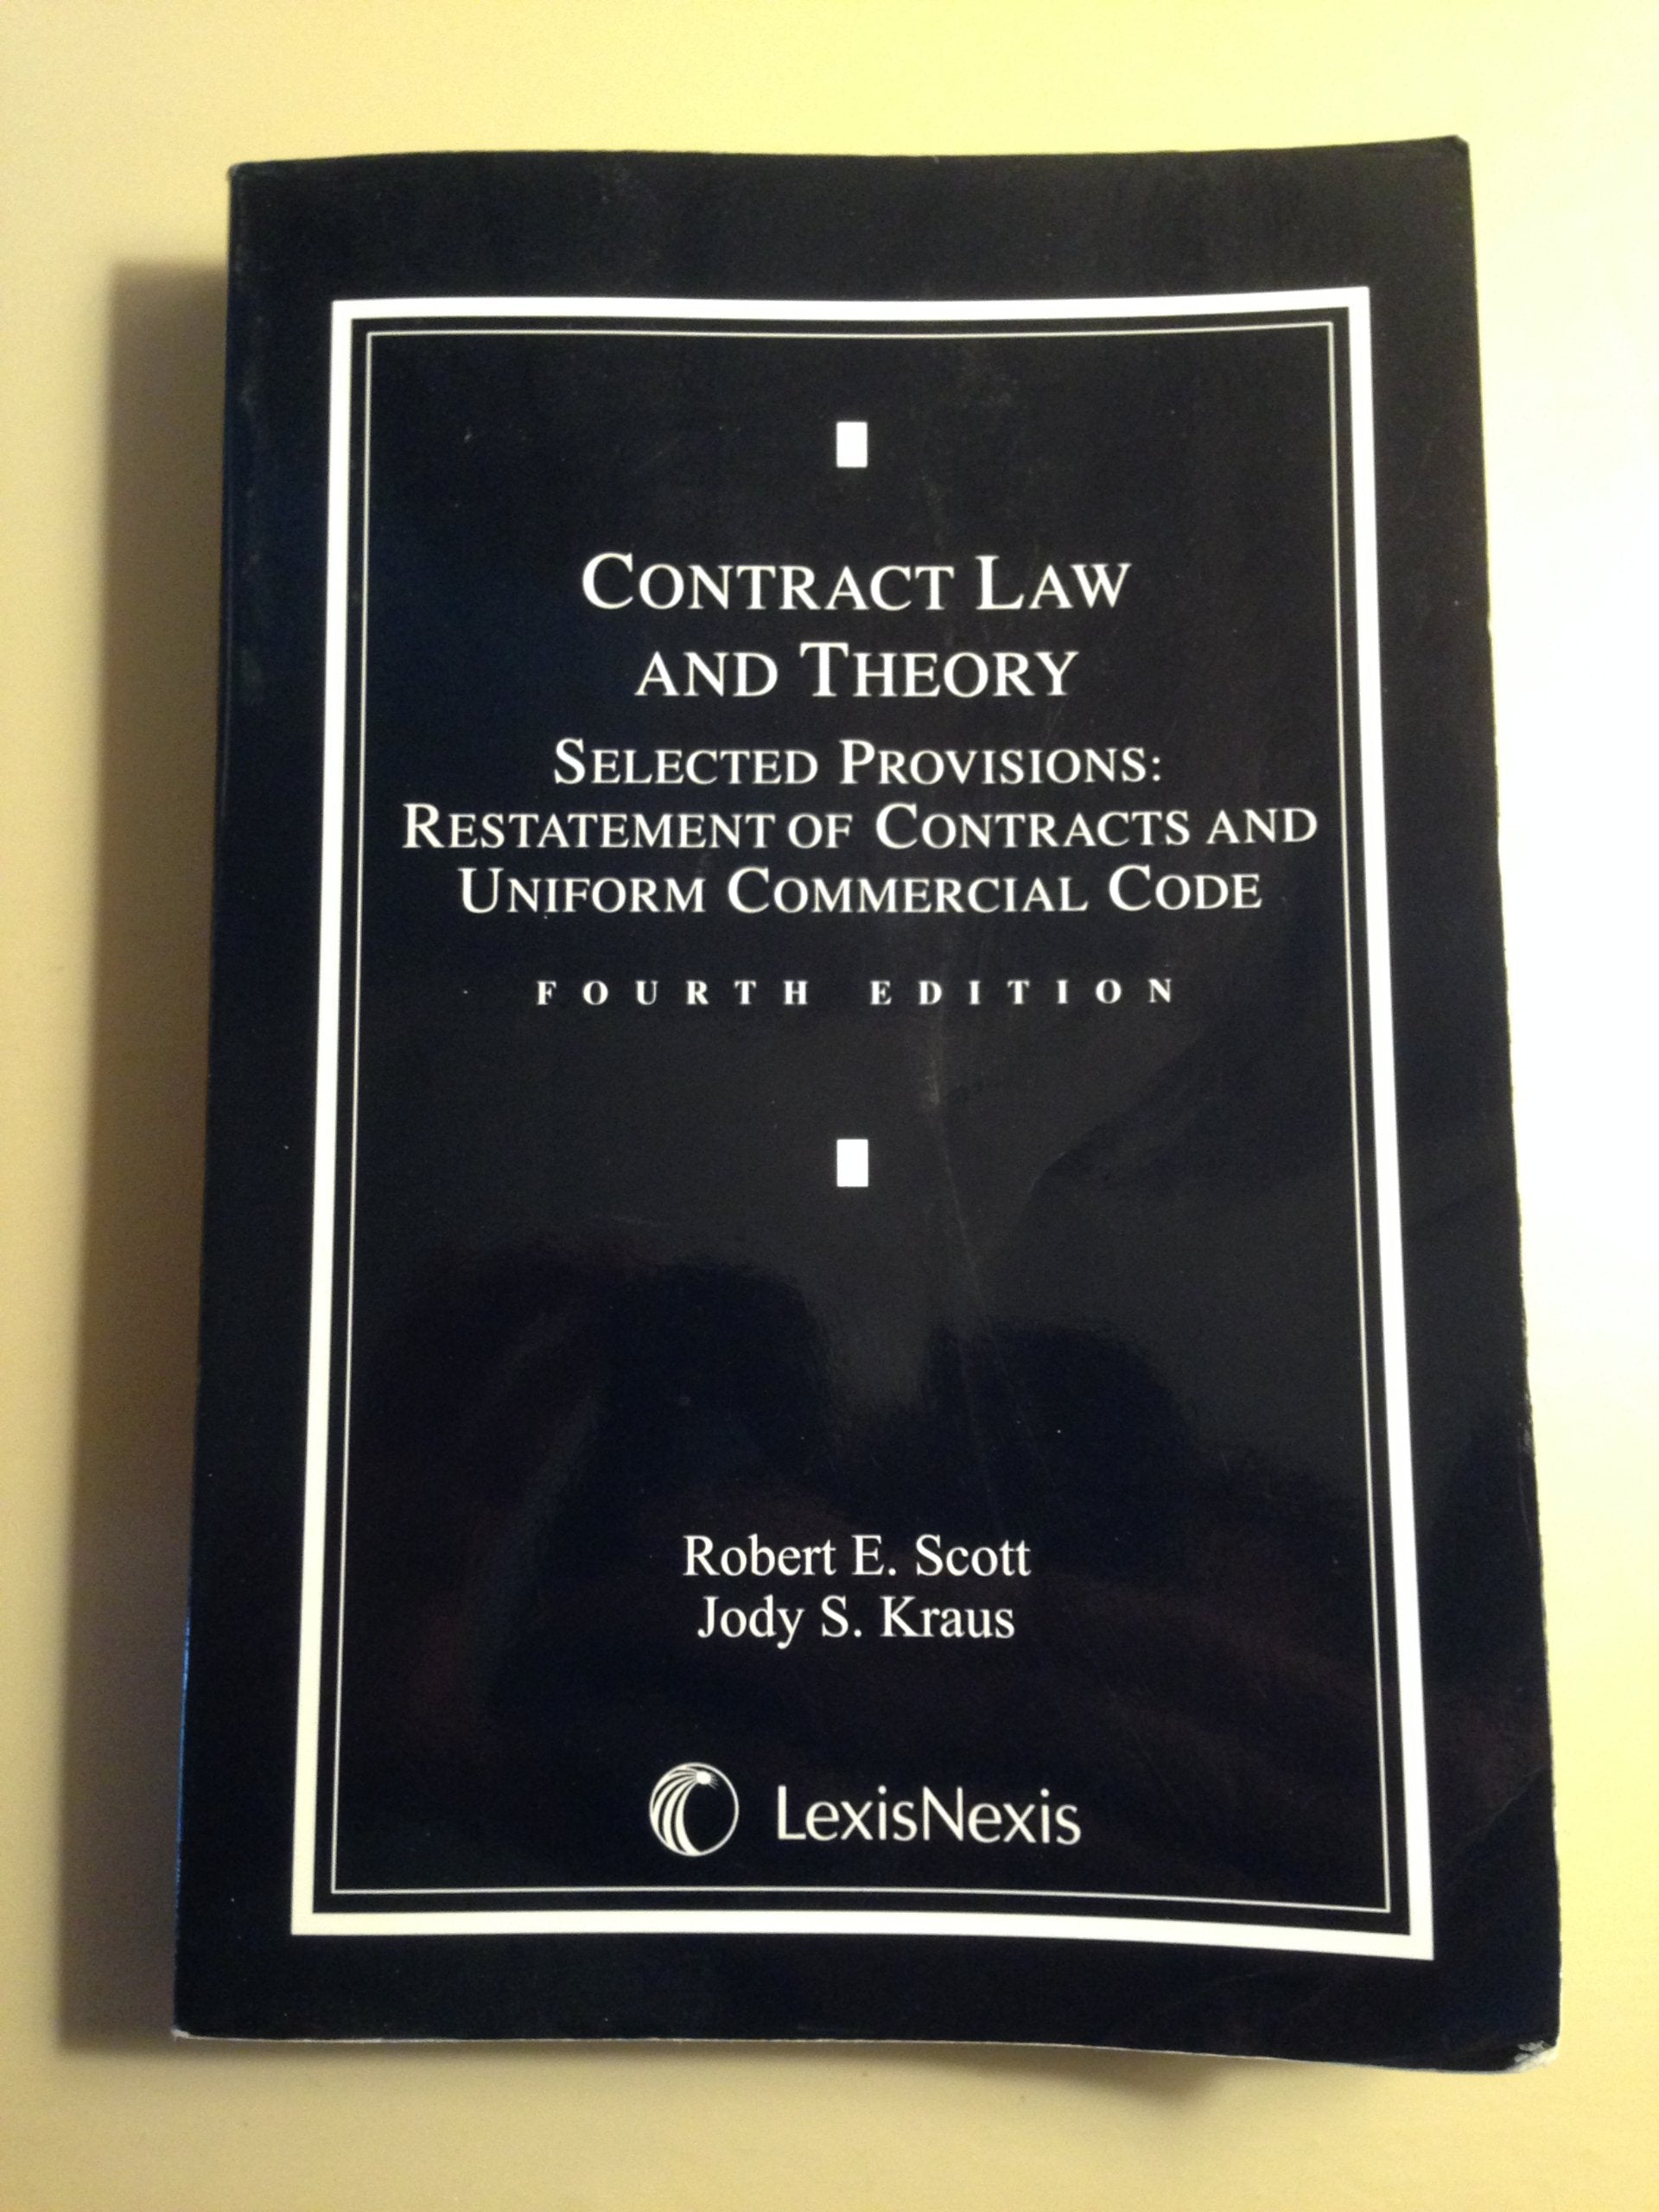 CONTRACT LAW
AND THEORY
SELECTED PROVISIONS:
RESTATEMENT OF CONTRACTS AND
UNIFORM COMMERCIAL CODE
FOURTH EDITION
Robert E. Scott
Jody S. Kraus
LexisNexis